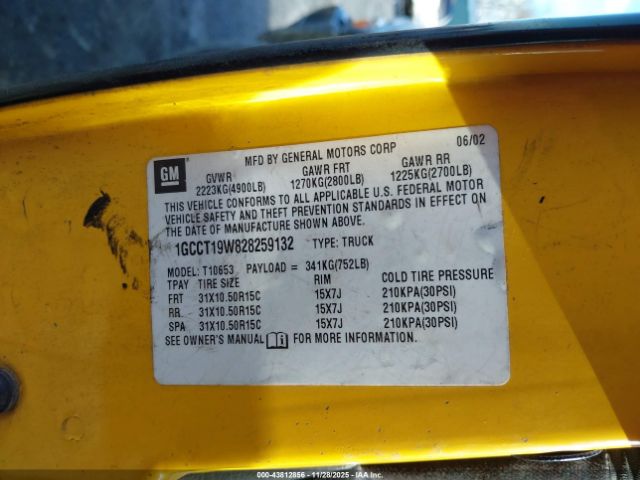 06/02
MFD BY GENERAL MOTORS CORP
GM
GVWR GAWR FRT GAWR RR
2223KG(4900LB) 1270KG(2800LB) 1225KG(2700LB)
THIS VEHICLE CONFORMS TO ALL APPLICABLE U.S. FEDERAL MOTOR
VEHICLE SAFETY AND THEFT PREVENTION STANDARDS IN EFFECT ON
THE DATE OF MANUFACTURE SHOWN ABOVE.
1GCCT19W828259132 TYPE: TRUCK
MODEL: T10653 PAYLOAD = 341KG(752LB)
TPAY TIRE SIZE RIM COLD TIRE PRESSURE
FRT 31X10.50R15C 15X7J 210KPA(30PSI)
RR 31X10.50R15C 15X7J 210KPA(30PSI)
SPA 31X10.50R15C 15X7J 210KPA(30PSI)
SEE OWNER'S MANUAL FOR MORE INFORMATION.
000-43812856 - 11/28/2025 - IAAI.COM